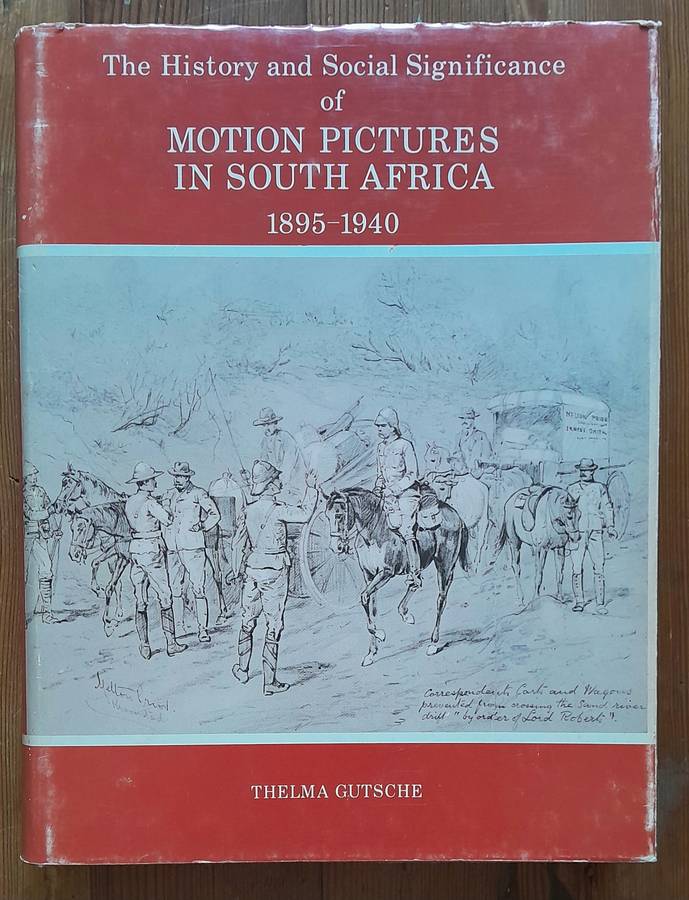 The History and Social Significance
of
MOTION PICTURES
IN SOUTH AFRICA
1895-1940
Correspondents Carts and Wagons
prevented from crossing the Sand river
drift "by order of Lord Roberts".
THELMA GUTSCHE